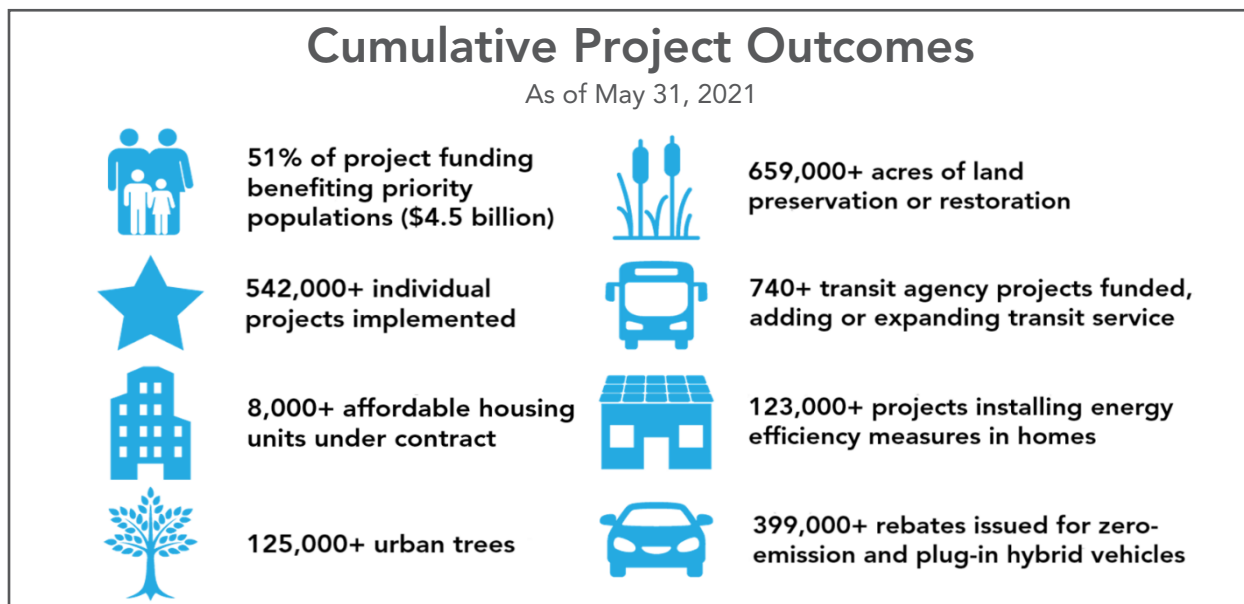 Cumulative Project Outcomes
As of May 31, 2021
51% of project funding
benefiting priority
populations ($4.5 billion)
659,000+ acres of land
preservation or restoration
542,000+ individual
projects implemented
740+ transit agency projects funded,
adding or expanding transit service
8,000+ affordable housing
units under contract
123,000+ projects installing energy
efficiency measures in homes
125,000+ urban trees
399,000+ rebates issued for zero-
emission and plug-in hybrid vehicles